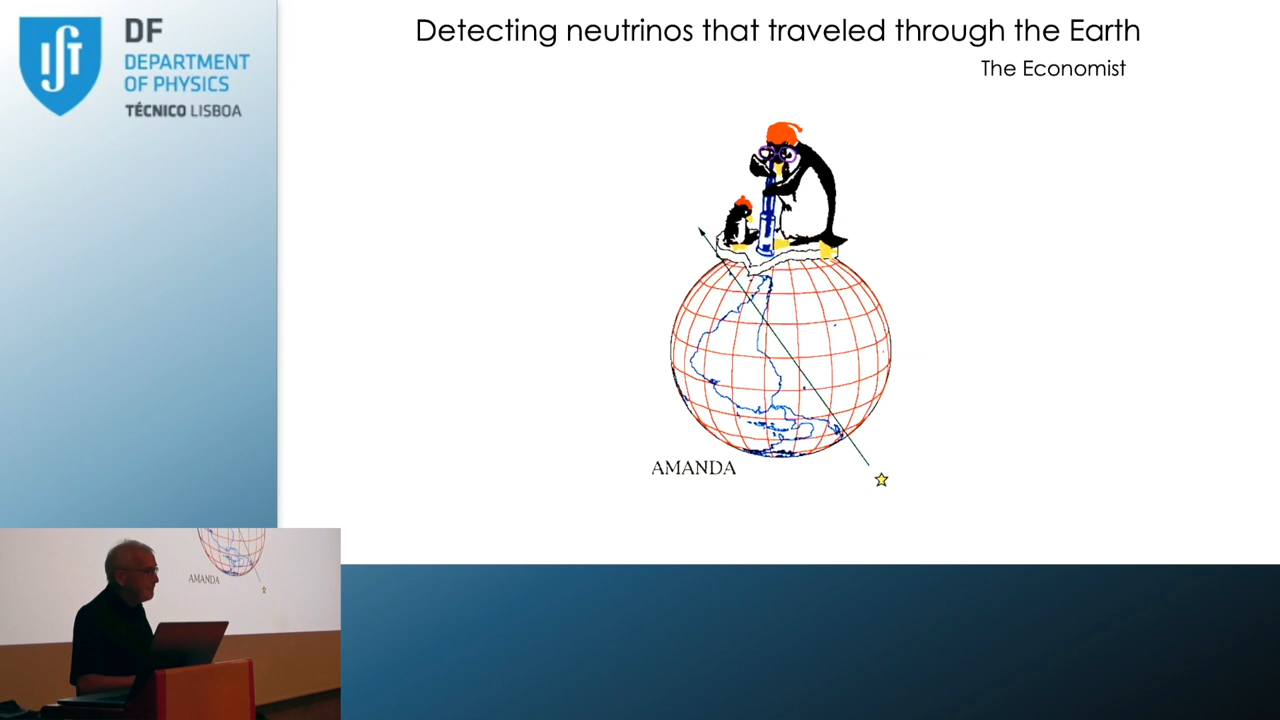 DF
DEPARTMENT
OF PHYSICS
TÉCNICO LISBOA
Detecting neutrinos that traveled through the Earth
The Economist
AMANDA
AMANDA